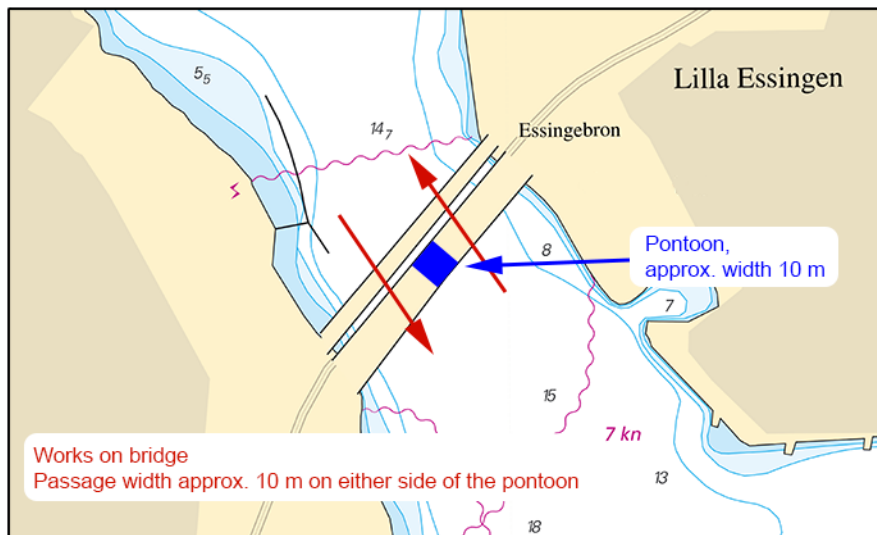 5₅
14₇
Lilla Essingen
Essingebron
8
Pontoon,
approx. width 10 m
7
15
7 kn
Works on bridge
Passage width approx. 10 m on either side of the pontoon
13
18